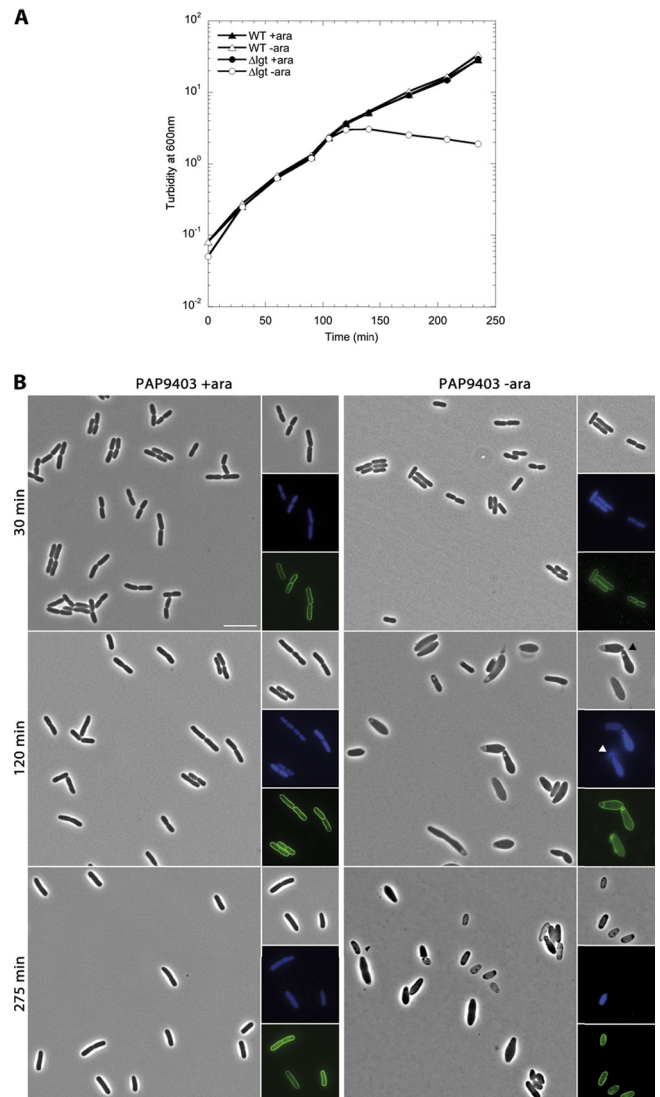 A
WT +ara
WT -ara
Δlgt +ara
Δlgt -ara
10²
10¹
10⁰
10⁻¹
10⁻²
Turbidity at 600nm
0 50 100 150 200 250
Time (min)
B
PAP9403 +ara PAP9403 -ara
30 min
120 min
275 min